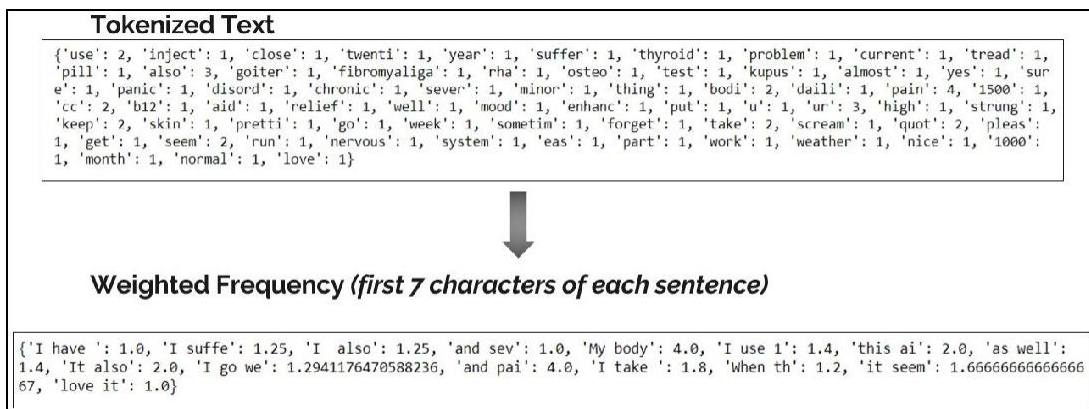 Tokenized Text
{'use': 2, 'inject': 1, 'close': 1, 'twenti': 1, 'year': 1, 'suffer': 1, 'thyroid': 1, 'problem': 1, 'current': 1, 'tread': 1,
'pill': 1, 'also': 3, 'goiter': 1, 'fibromyaliga': 1, 'rha': 1, 'osteo': 1, 'test': 1, 'kupus': 1, 'almost': 1, 'yes': 1, 'sur
e': 1, 'panic': 1, 'disord': 1, 'chronic': 1, 'sever': 1, 'minor': 1, 'thing': 1, 'bodi': 2, 'daili': 1, 'pain': 4, '1500': 1,
'cc': 2, 'b12': 1, 'aid': 1, 'relief': 1, 'well': 1, 'mood': 1, 'enhanc': 1, 'put': 1, 'u': 1, 'ur': 3, 'high': 1, 'strung': 1,
'keep': 2, 'skin': 1, 'pretti': 1, 'go': 1, 'week': 1, 'sometim': 1, 'forget': 1, 'take': 2, 'scream': 1, 'quot': 2, 'pleas':
1, 'get': 1, 'seem': 2, 'run': 1, 'nervous': 1, 'system': 1, 'eas': 1, 'part': 1, 'work': 1, 'weather': 1, 'nice': 1, '1000':
1, 'month': 1, 'normal': 1, 'love': 1}
Weighted Frequency (first 7 characters of each sentence)
{'I have ': 1.0, 'I suffe': 1.25, 'I  also': 1.25, 'and sev': 1.0, 'My body': 4.0, 'I use 1': 1.4, 'this ai': 2.0, 'as well':
1.4, 'It also': 2.0, 'I go we': 1.2941176470588236, 'and pai': 4.0, 'I take ': 1.8, 'When th': 1.2, 'it seem': 1.66666666666666
67, 'love it': 1.0}